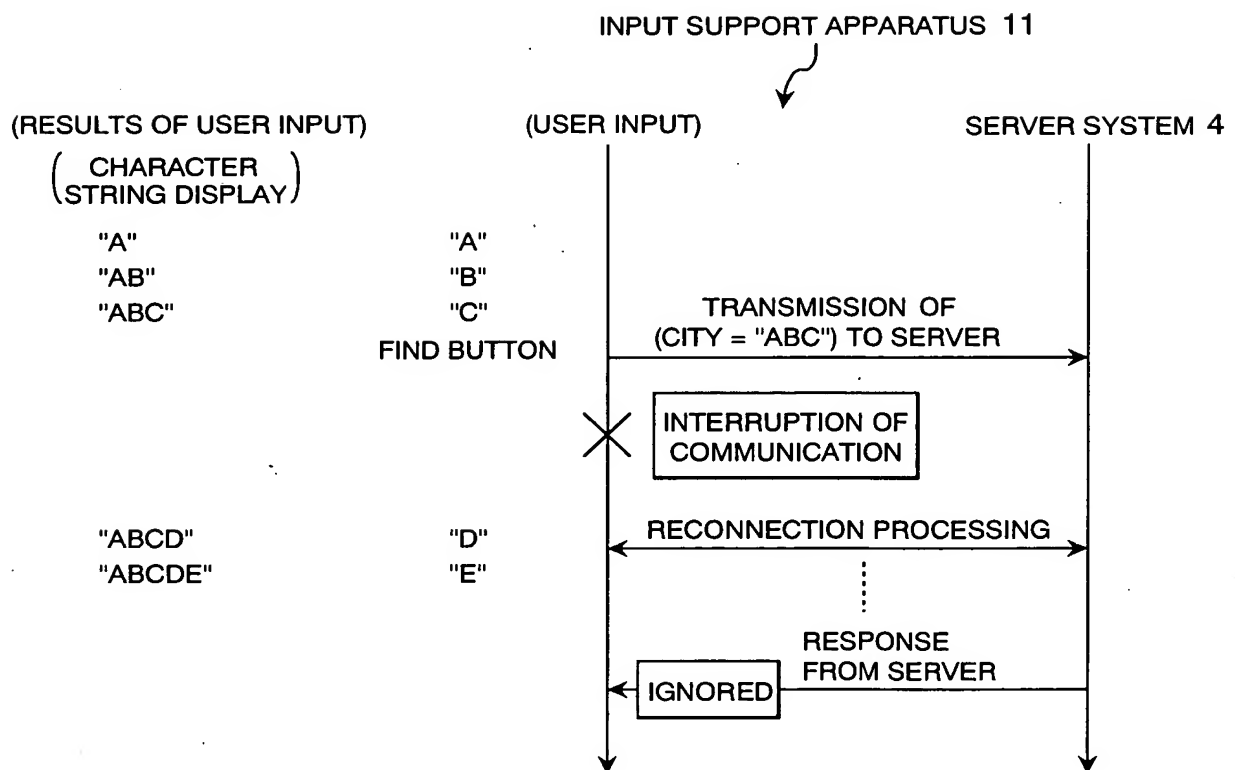 INPUT SUPPORT APPARATUS 11
(RESULTS OF USER INPUT) (USER INPUT) SERVER SYSTEM 4
(CHARACTER
STRING DISPLAY)
"A" "A"
"AB" "B"
"ABC" "C" TRANSMISSION OF
FIND BUTTON (CITY = "ABC") TO SERVER
INTERRUPTION OF
COMMUNICATION
"ABCD" "D" RECONNECTION PROCESSING
"ABCDE" "E"
RESPONSE
FROM SERVER
IGNORED